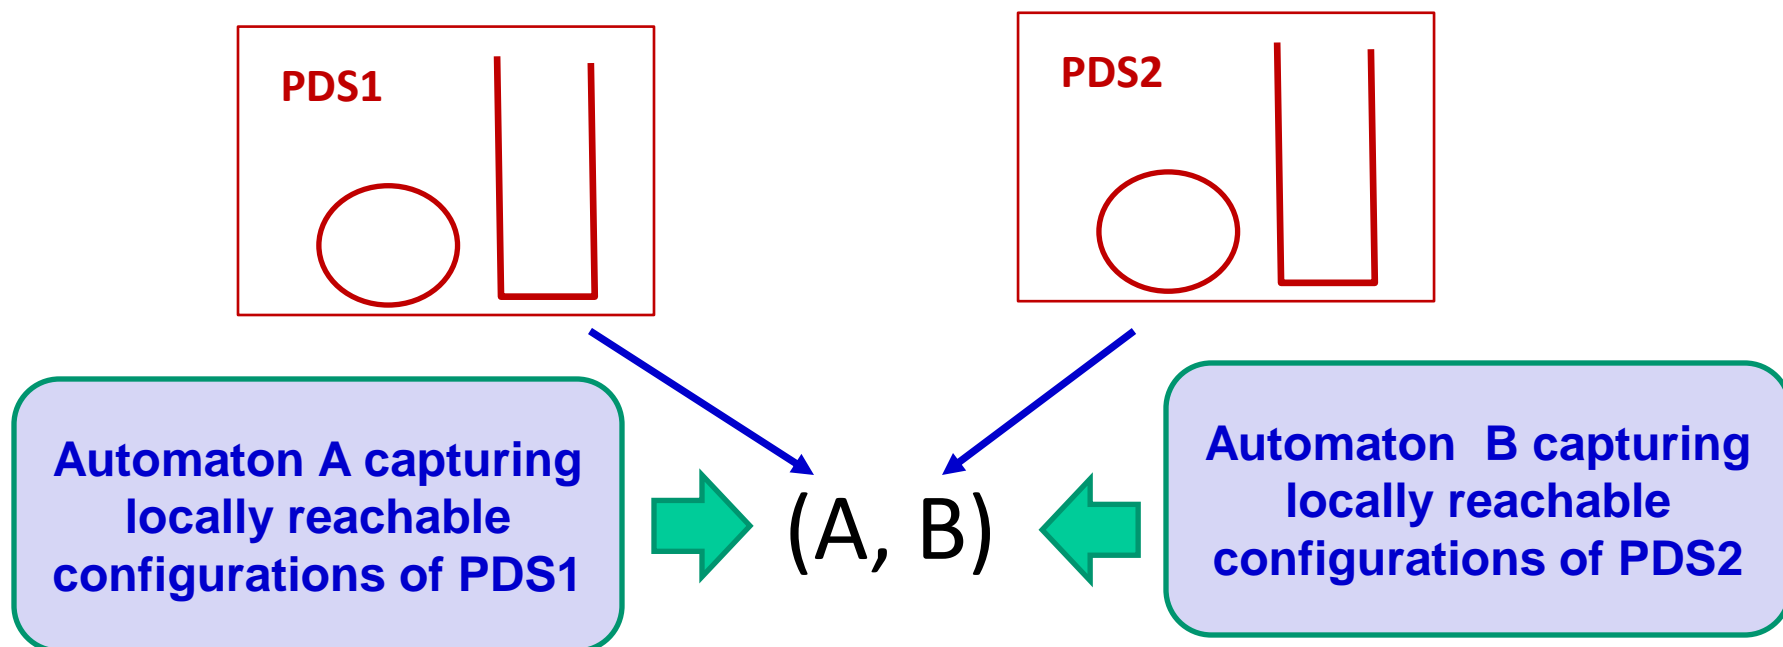 PDS1
PDS2
Automaton A capturing
locally reachable
configurations of PDS1
(A, B)
Automaton  B capturing
locally reachable
configurations of PDS2